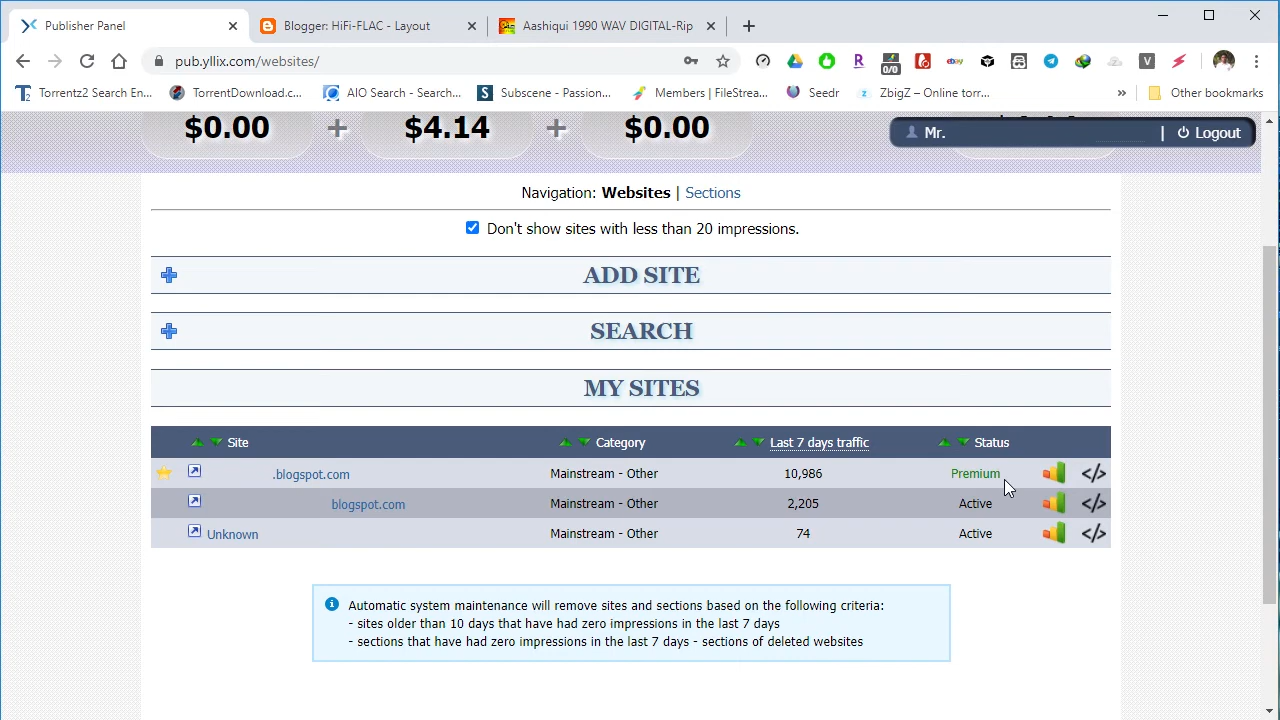 Publisher Panel
Blogger: HiFi-FLAC - Layout
Aashiqui 1990 WAV DIGITAL-Rip
pub.yllix.com/websites/
0/0
Torrentz2 Search En...
TorrentDownload.c...
AIO Search - Search...
Subscene - Passion...
Members | FileStrea...
Seedr
ZbigZ – Online torr...
»
Other bookmarks
$0.00 + $4.14 + $0.00
Mr. | Logout
Navigation: Websites | Sections
Don't show sites with less than 20 impressions.
ADD SITE
SEARCH
MY SITES
Site Category Last 7 days traffic Status
.blogspot.com Mainstream - Other 10,986 Premium </>
blogspot.com Mainstream - Other 2,205 Active </>
Unknown Mainstream - Other 74 Active </>
Automatic system maintenance will remove sites and sections based on the following criteria:
- sites older than 10 days that have had zero impressions in the last 7 days
- sections that have had zero impressions in the last 7 days - sections of deleted websites